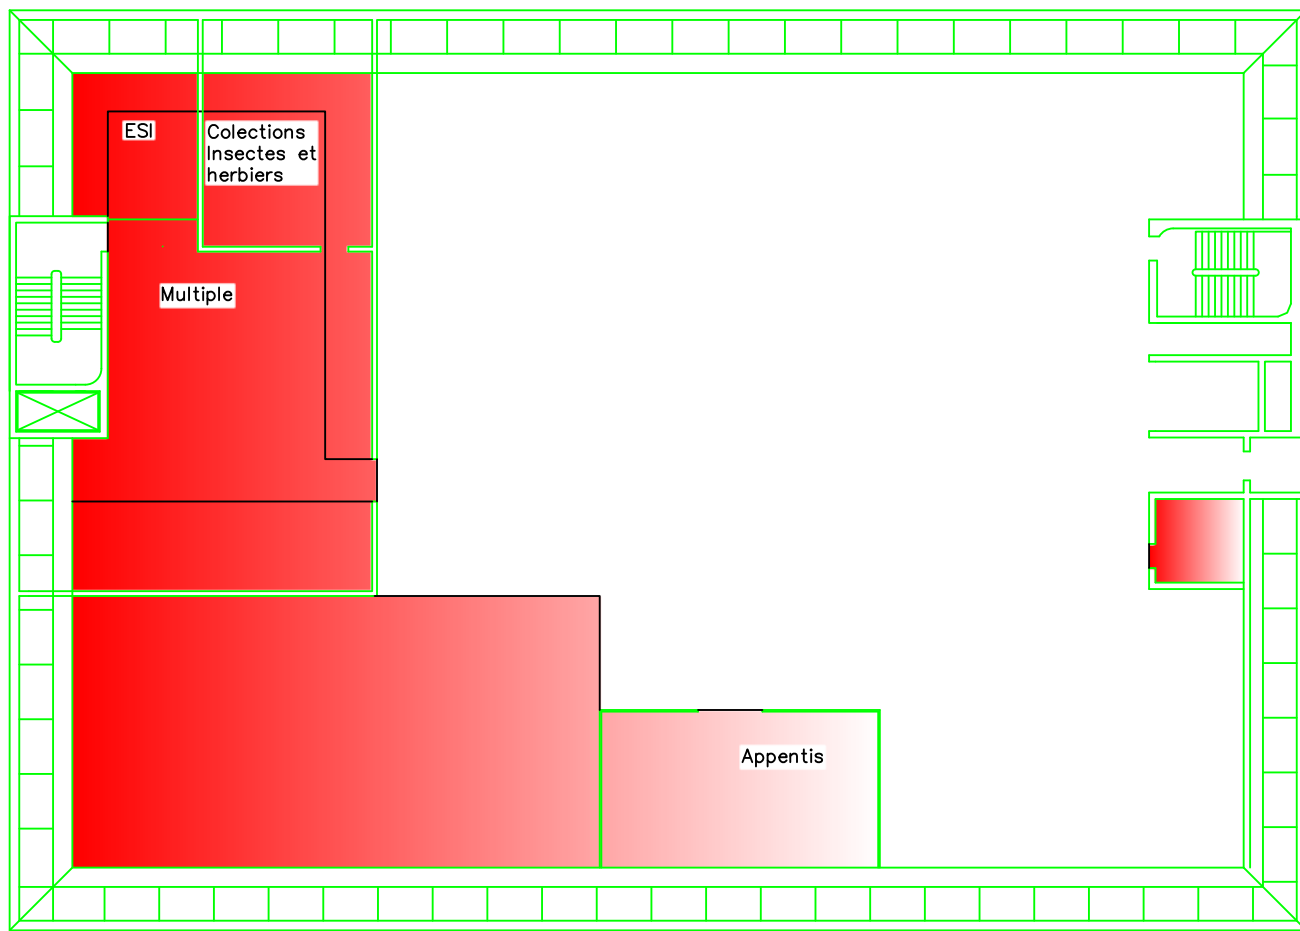 ESI
Colections
Insectes et
herbiers
Multiple
Appentis